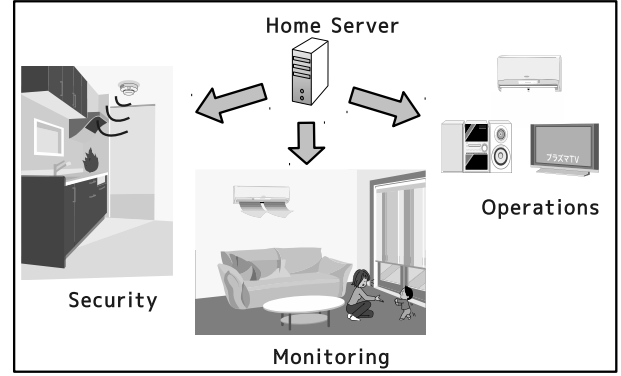 Home Server
プラズマTV
Operations
Security
Monitoring